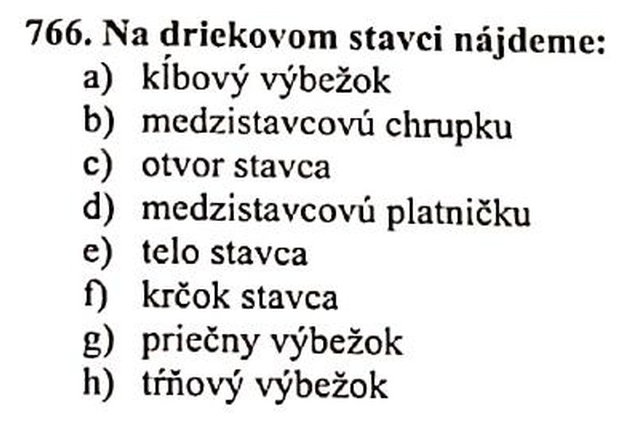 766. Na driekovom stavci nájdeme:
a) kĺbový výbežok
b) medzistavcovú chrupku
c) otvor stavca
d) medzistavcovú platničku
e) telo stavca
f) krčok stavca
g) priečny výbežok
h) tŕňový výbežok